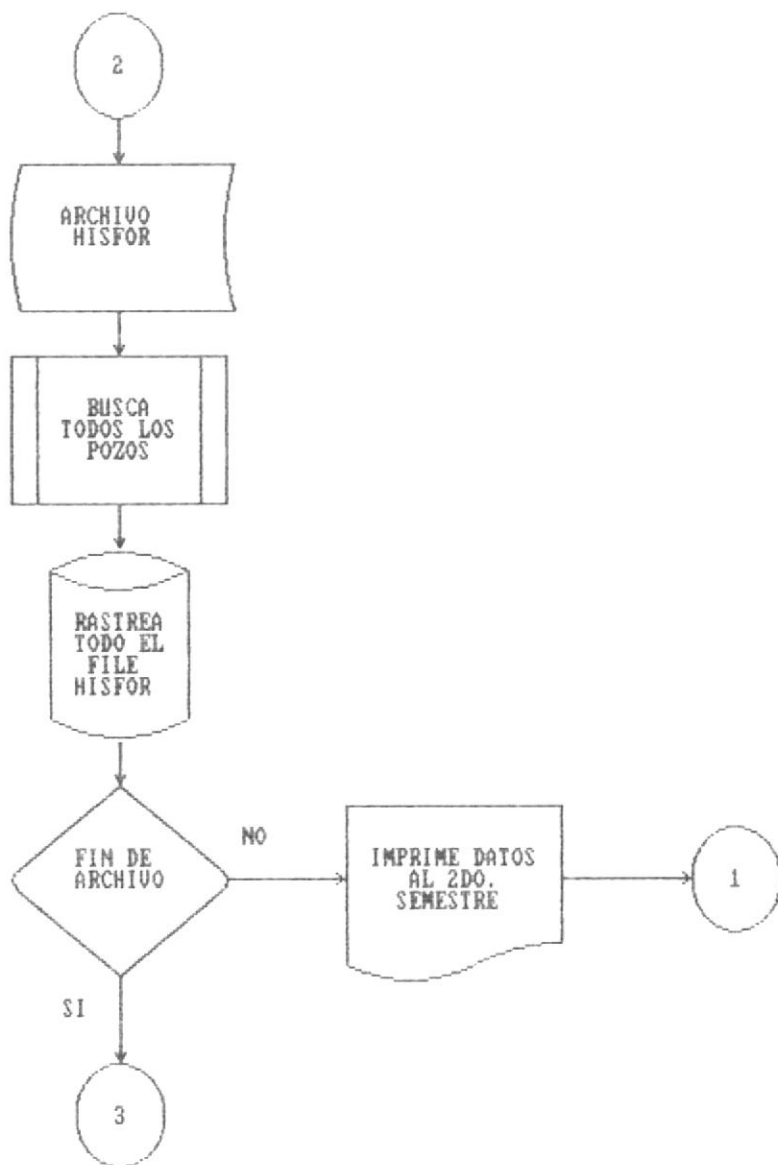 2
ARCHIVO
HISFOR
BUSCA
TODOS LOS
POZOS
RASTREA
TODO EL
FILE
HISFOR
FIN DE
ARCHIVO
NO
IMPRIME DATOS
AL 2DO.
SEMESTRE
1
SI
3